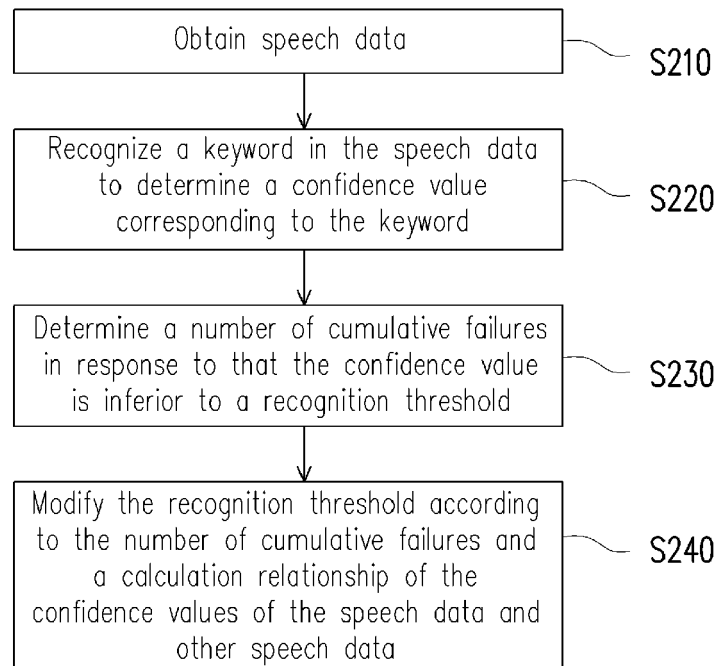 Obtain speech data
S210
Recognize a keyword in the speech data
to determine a confidence value
corresponding to the keyword
S220
Determine a number of cumulative failures
in response to that the confidence value
is inferior to a recognition threshold
S230
Modify the recognition threshold according
to the number of cumulative failures and
a calculation relationship of the
confidence values of the speech data and
other speech data
S240